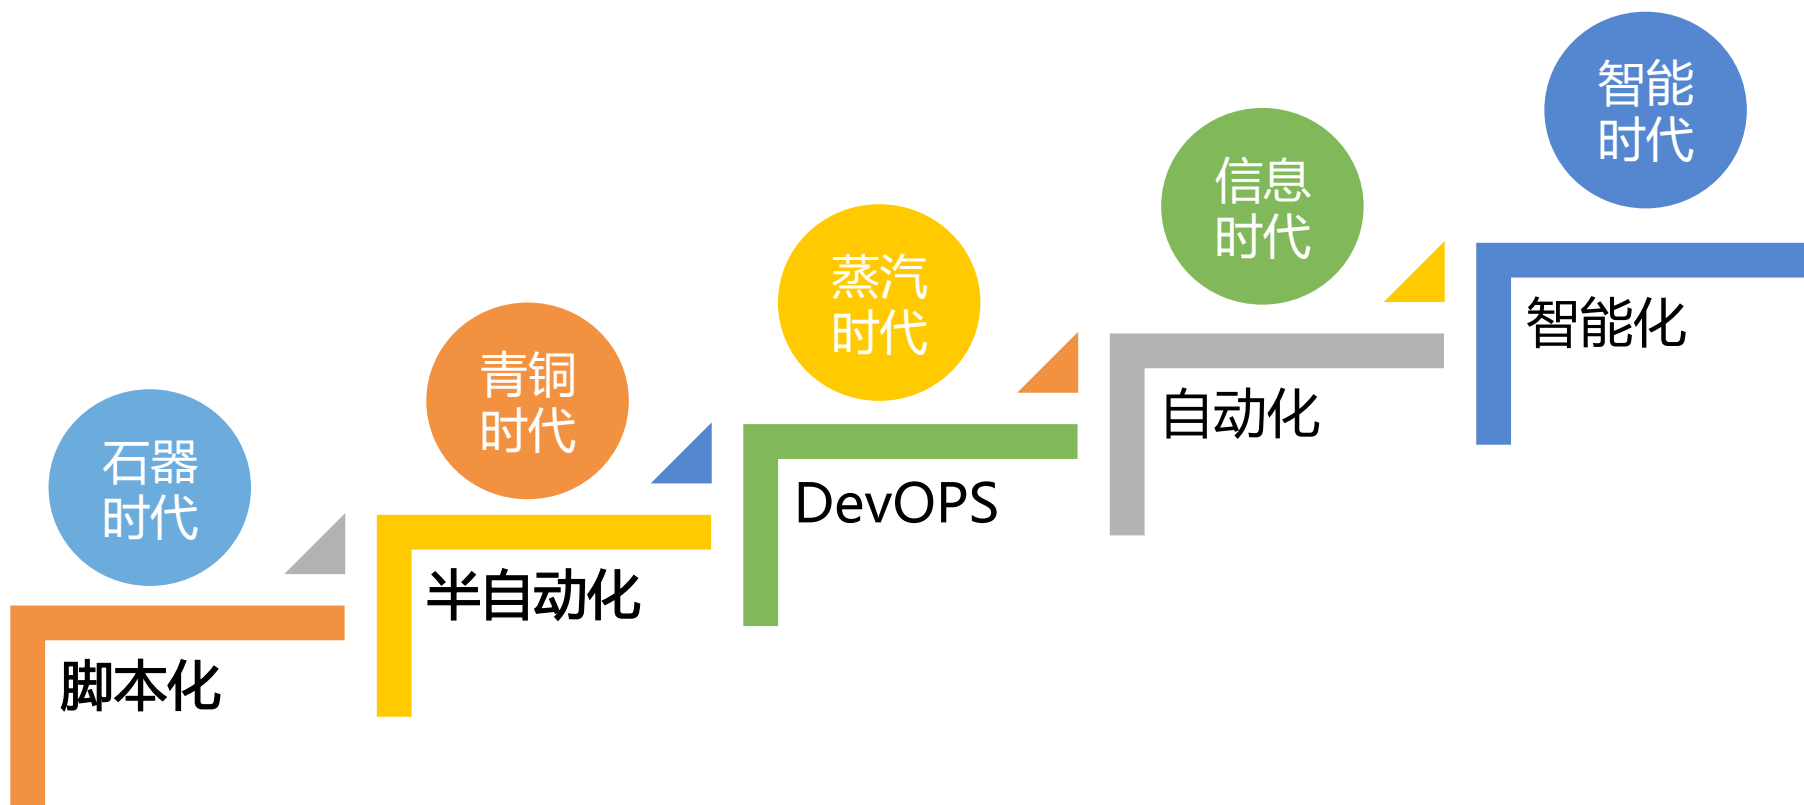 石器
时代
脚本化
青铜
时代
半自动化
蒸汽
时代
DevOPS
信息
时代
自动化
智能
时代
智能化